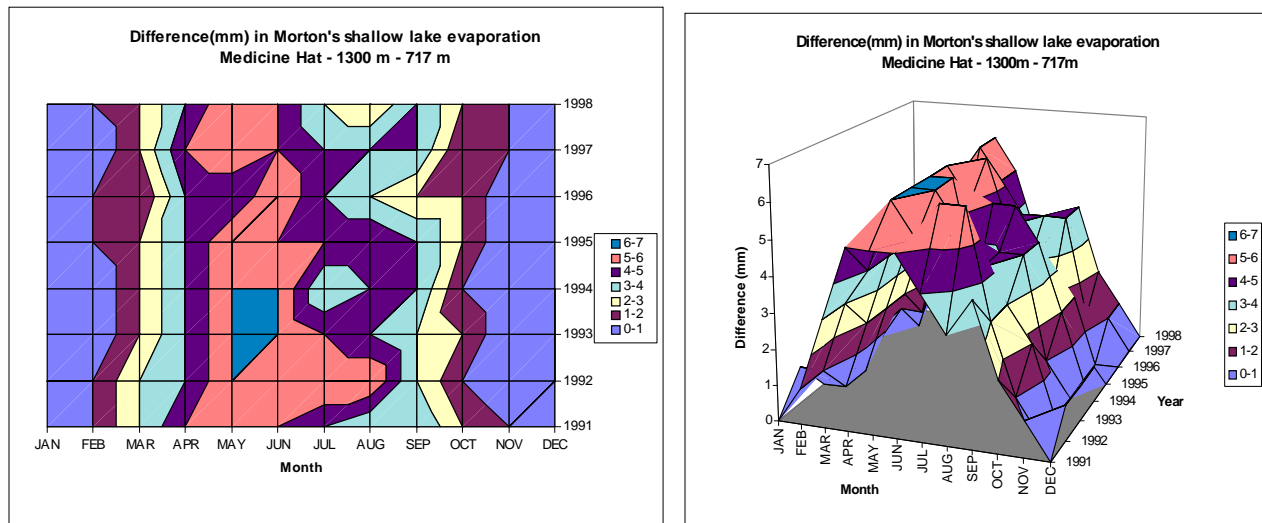 Difference(mm) in Morton's shallow lake evaporation
Medicine Hat - 1300 m - 717 m
1998
1997
1996
1995
1994
1993
1992
1991
JAN FEB MAR APR MAY JUN JUL AUG SEP OCT NOV DEC
Month
6-7
5-6
4-5
3-4
2-3
1-2
0-1
Difference(mm) in Morton's shallow lake evaporation
Medicine Hat - 1300m - 717m
7
6
5
4
3
2
1
0
Difference (mm)
JAN
FEB
MAR
APR
MAY
JUN
JUL
AUG
SEP
OCT
NOV
DEC
Month
1998
1997
1996
1995
1994
1993
1992
1991
Year
6-7
5-6
4-5
3-4
2-3
1-2
0-1